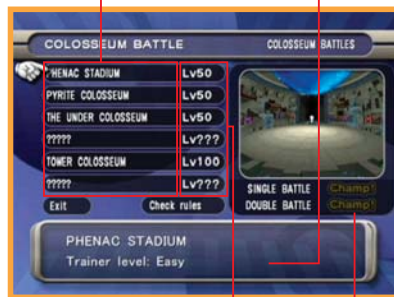 COLOSSEUM BATTLE
COLOSSEUM BATTLES
PHENAC STADIUM Lv50
PYRITE COLOSSEUM Lv50
THE UNDER COLOSSEUM Lv50
????? Lv???
TOWER COLOSSEUM Lv100
????? Lv???
Exit
Check rules
SINGLE BATTLE Champ!
DOUBLE BATTLE Champ!
PHENAC STADIUM
Trainer level: Easy